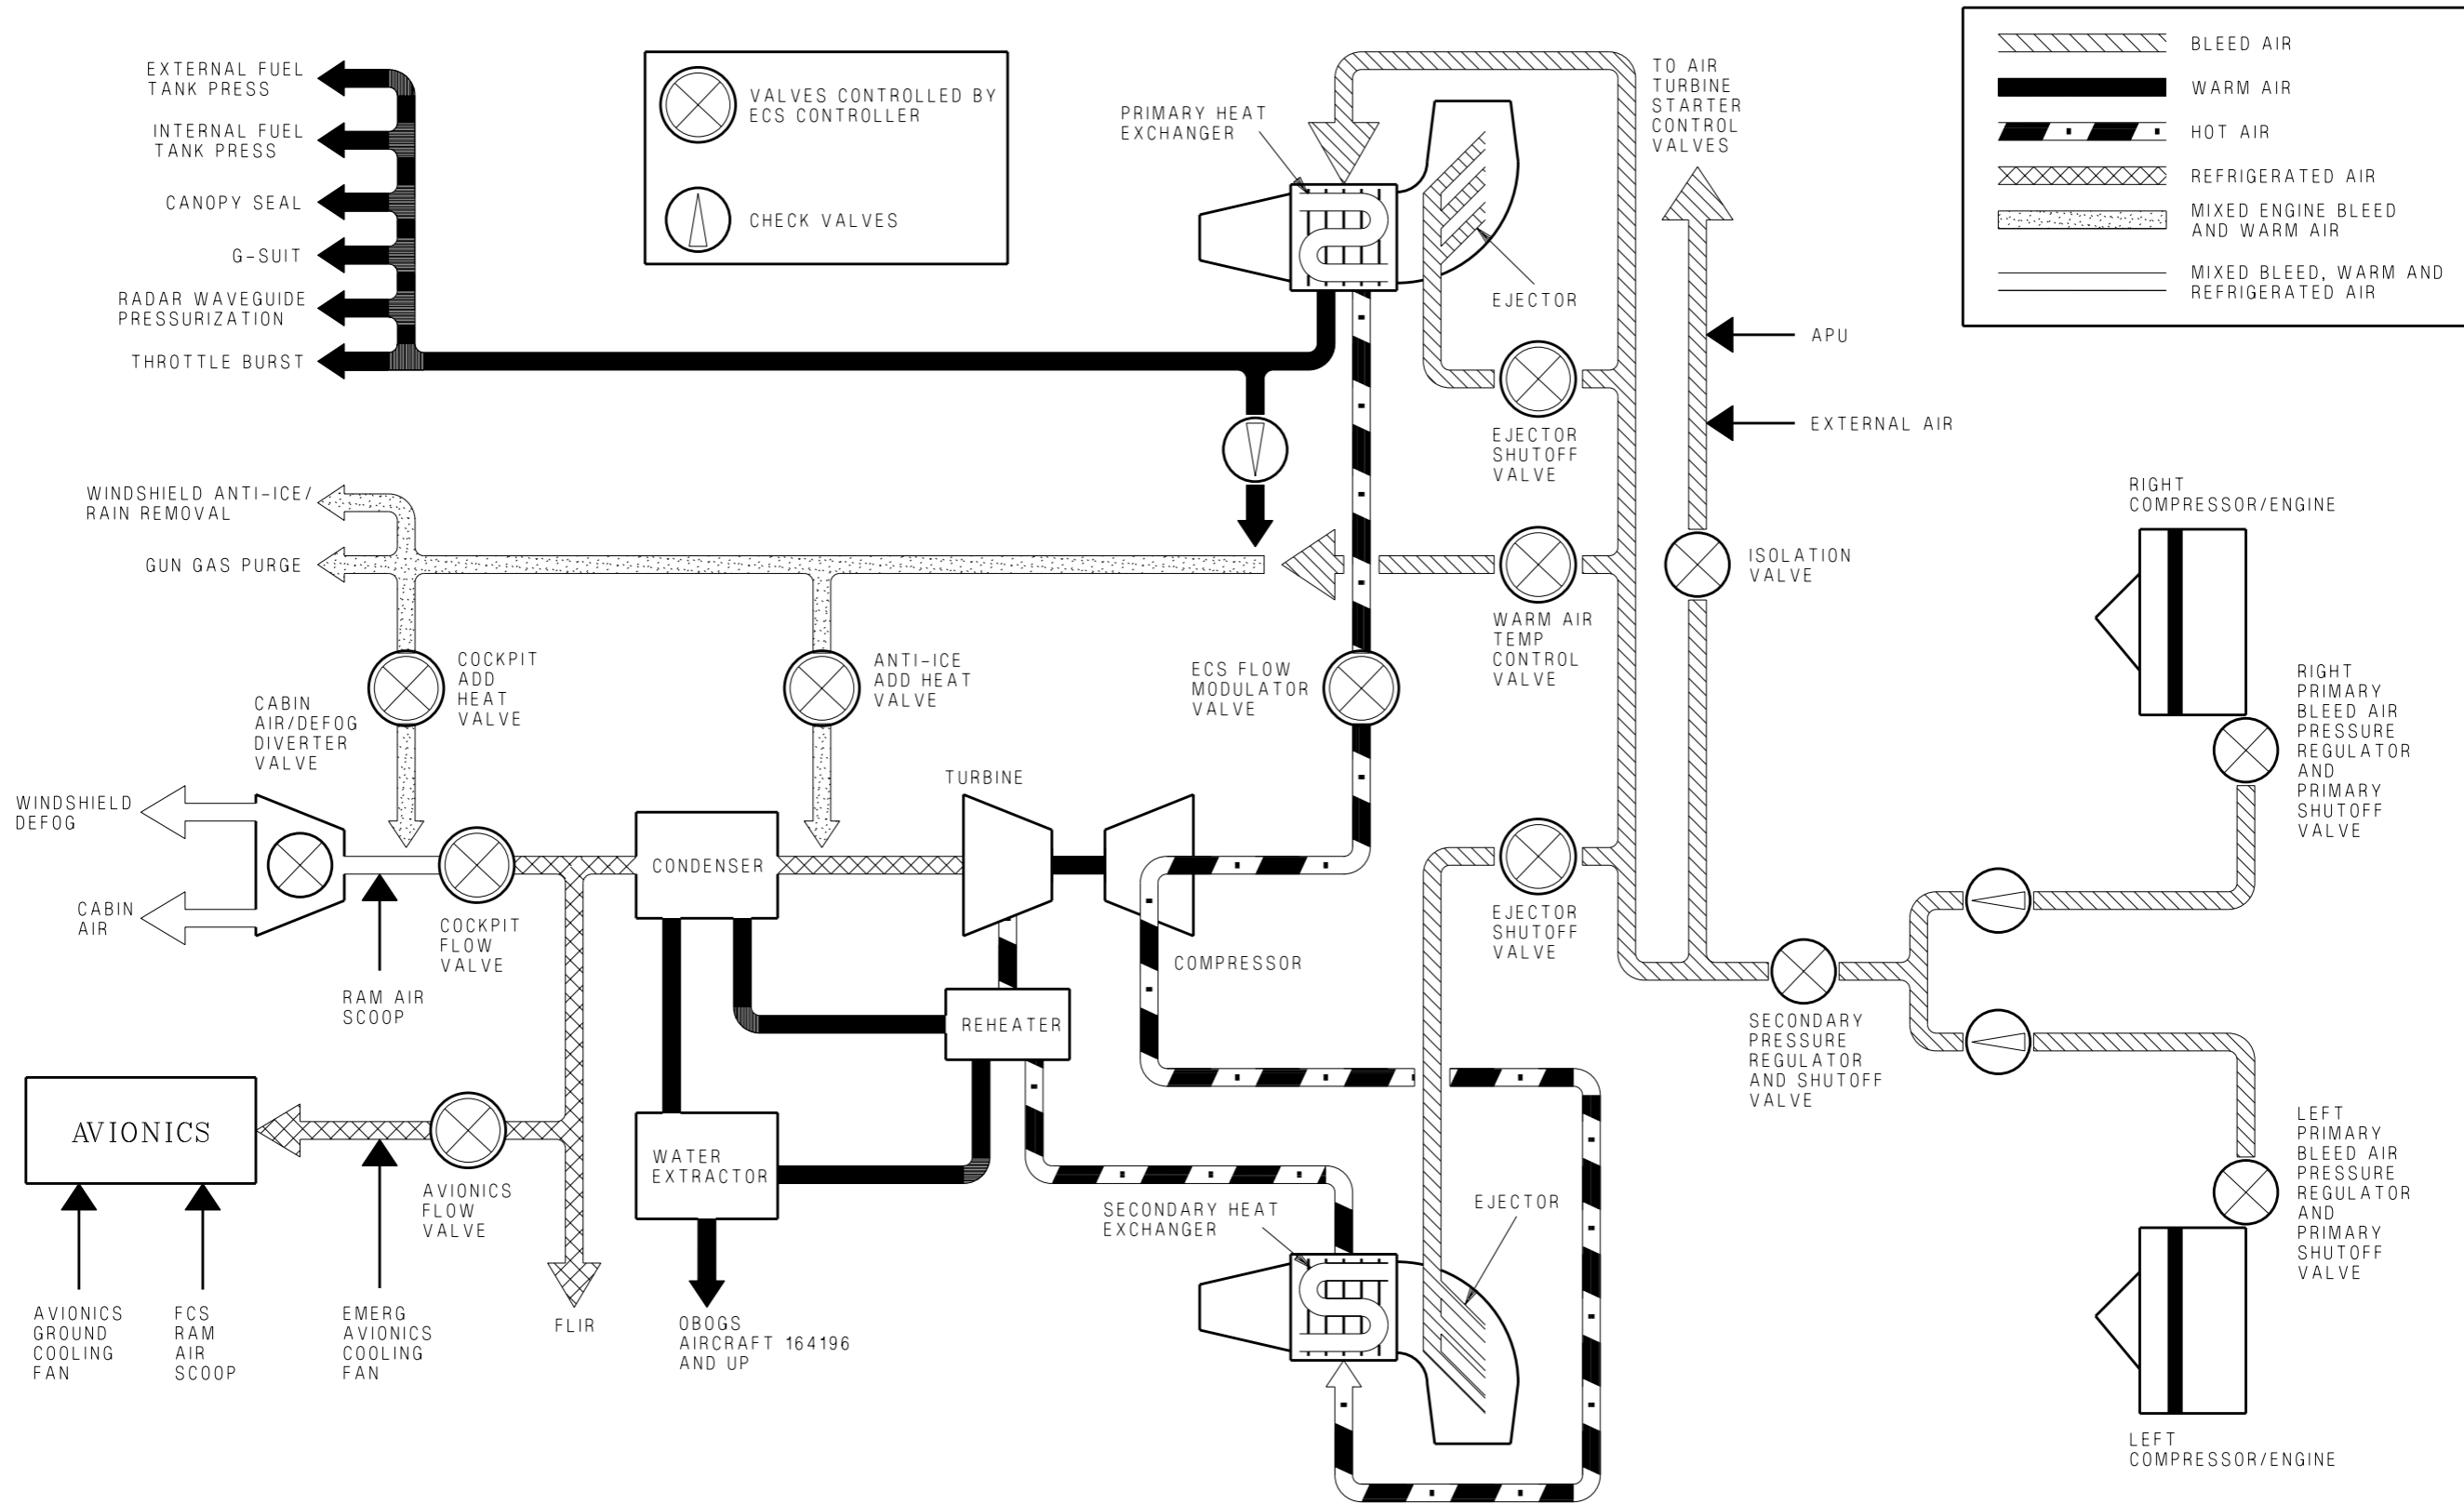 EXTERNAL FUEL
TANK PRESS
INTERNAL FUEL
TANK PRESS
CANOPY SEAL
G-SUIT
RADAR WAVEGUIDE
PRESSURIZATION
THROTTLE BURST
VALVES CONTROLLED BY
ECS CONTROLLER
CHECK VALVES
PRIMARY HEAT
EXCHANGER
EJECTOR
TO AIR
TURBINE
STARTER
CONTROL
VALVES
BLEED AIR
WARM AIR
HOT AIR
REFRIGERATED AIR
MIXED ENGINE BLEED
AND WARM AIR
MIXED BLEED, WARM AND
REFRIGERATED AIR
APU
EXTERNAL AIR
EJECTOR
SHUTOFF
VALVE
WINDSHIELD ANTI-ICE/
RAIN REMOVAL
GUN GAS PURGE
COCKPIT
ADD
HEAT
VALVE
CABIN
AIR/DEFOG
DIVERTER
VALVE
ANTI-ICE
ADD HEAT
VALVE
ECS FLOW
MODULATOR
VALVE
WARM AIR
TEMP
CONTROL
VALVE
ISOLATION
VALVE
RIGHT
COMPRESSOR/ENGINE
RIGHT
PRIMARY
BLEED AIR
PRESSURE
REGULATOR
AND
PRIMARY
SHUTOFF
VALVE
WINDSHIELD
DEFOG
CABIN
AIR
RAM AIR
SCOOP
COCKPIT
FLOW
VALVE
CONDENSER
TURBINE
COMPRESSOR
REHEATER
EJECTOR
SHUTOFF
VALVE
SECONDARY
PRESSURE
REGULATOR
AND SHUTOFF
VALVE
AVIONICS
AVIONICS
FLOW
VALVE
WATER
EXTRACTOR
SECONDARY HEAT
EXCHANGER
EJECTOR
LEFT
PRIMARY
BLEED AIR
PRESSURE
REGULATOR
AND
PRIMARY
SHUTOFF
VALVE
AVIONICS
GROUND
COOLING
FAN
FCS
RAM
AIR
SCOOP
EMERG
AVIONICS
COOLING
FAN
FLIR
OBOGS
AIRCRAFT 164196
AND UP
LEFT
COMPRESSOR/ENGINE